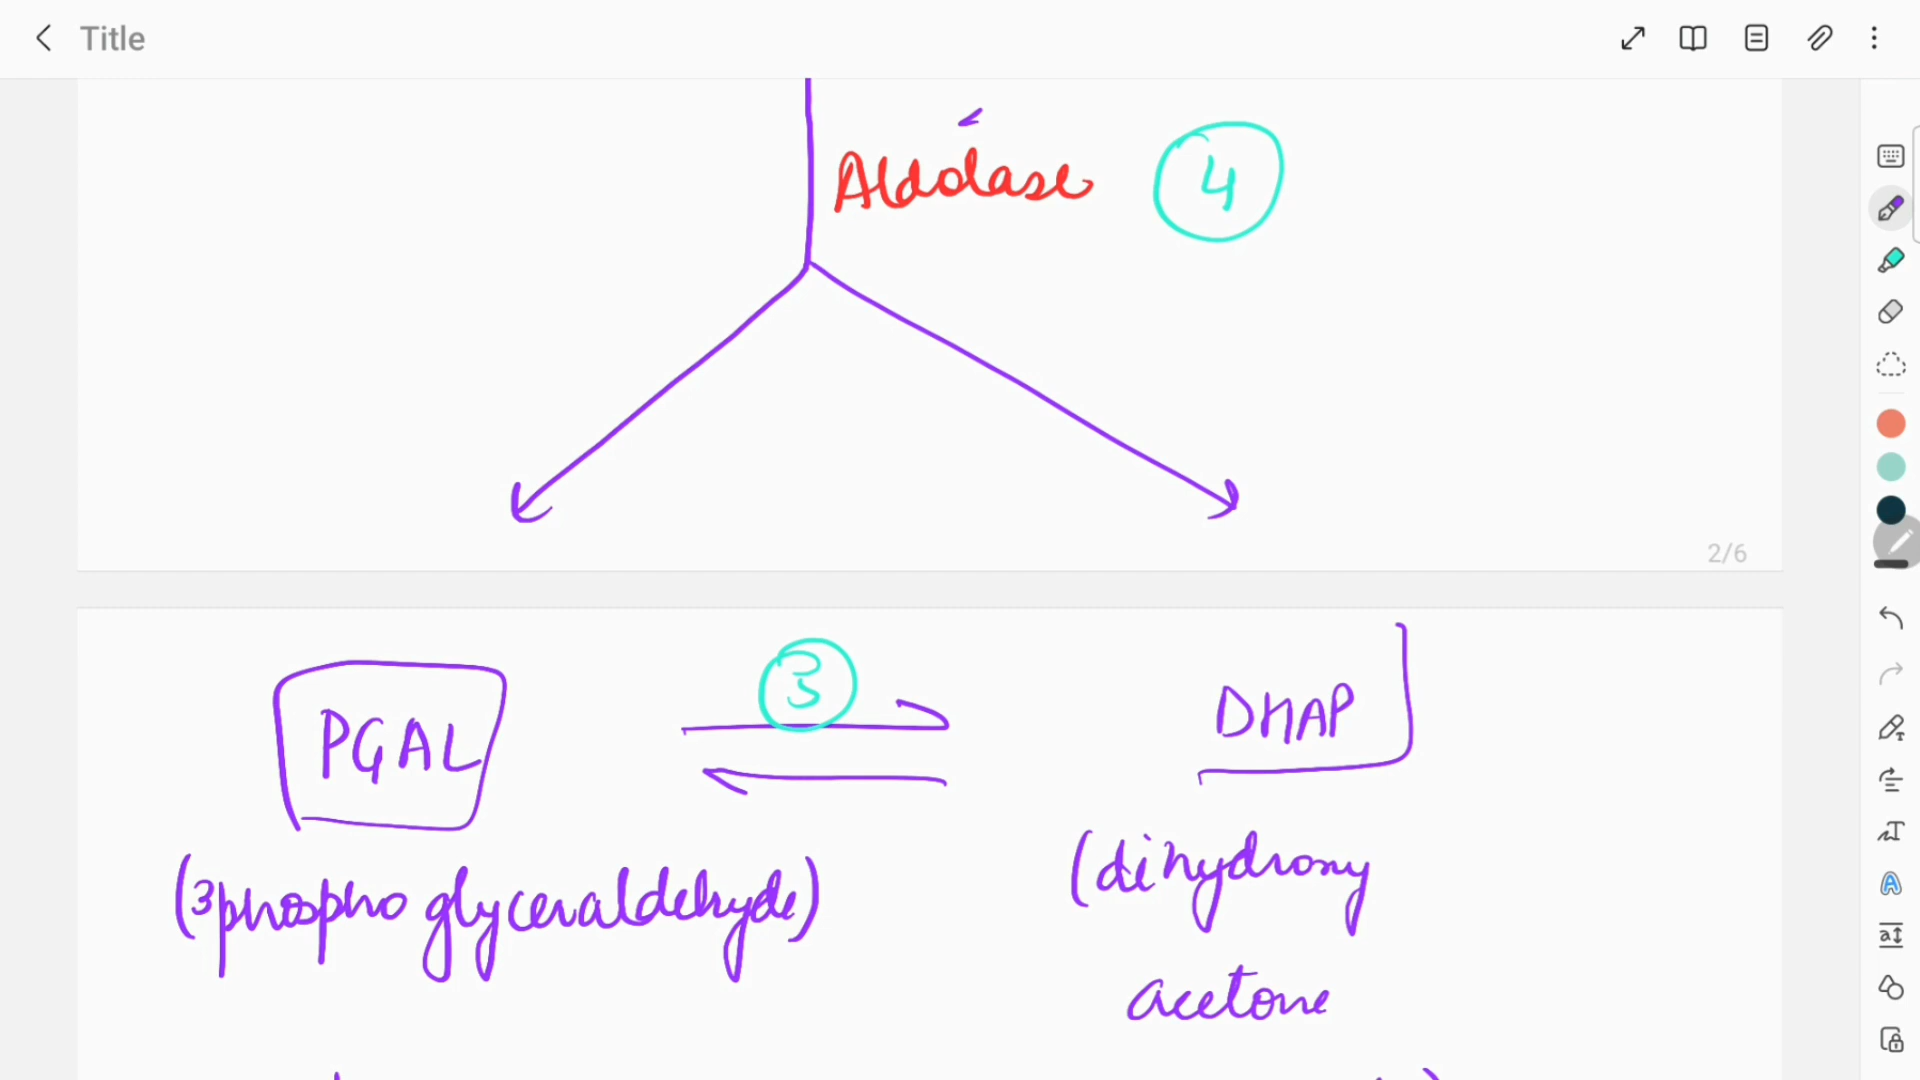 Title
Aldolase 4
2/6
3
PGAL DHAP
(3phospho glyceraldehyde) (dihydroxy
acetone